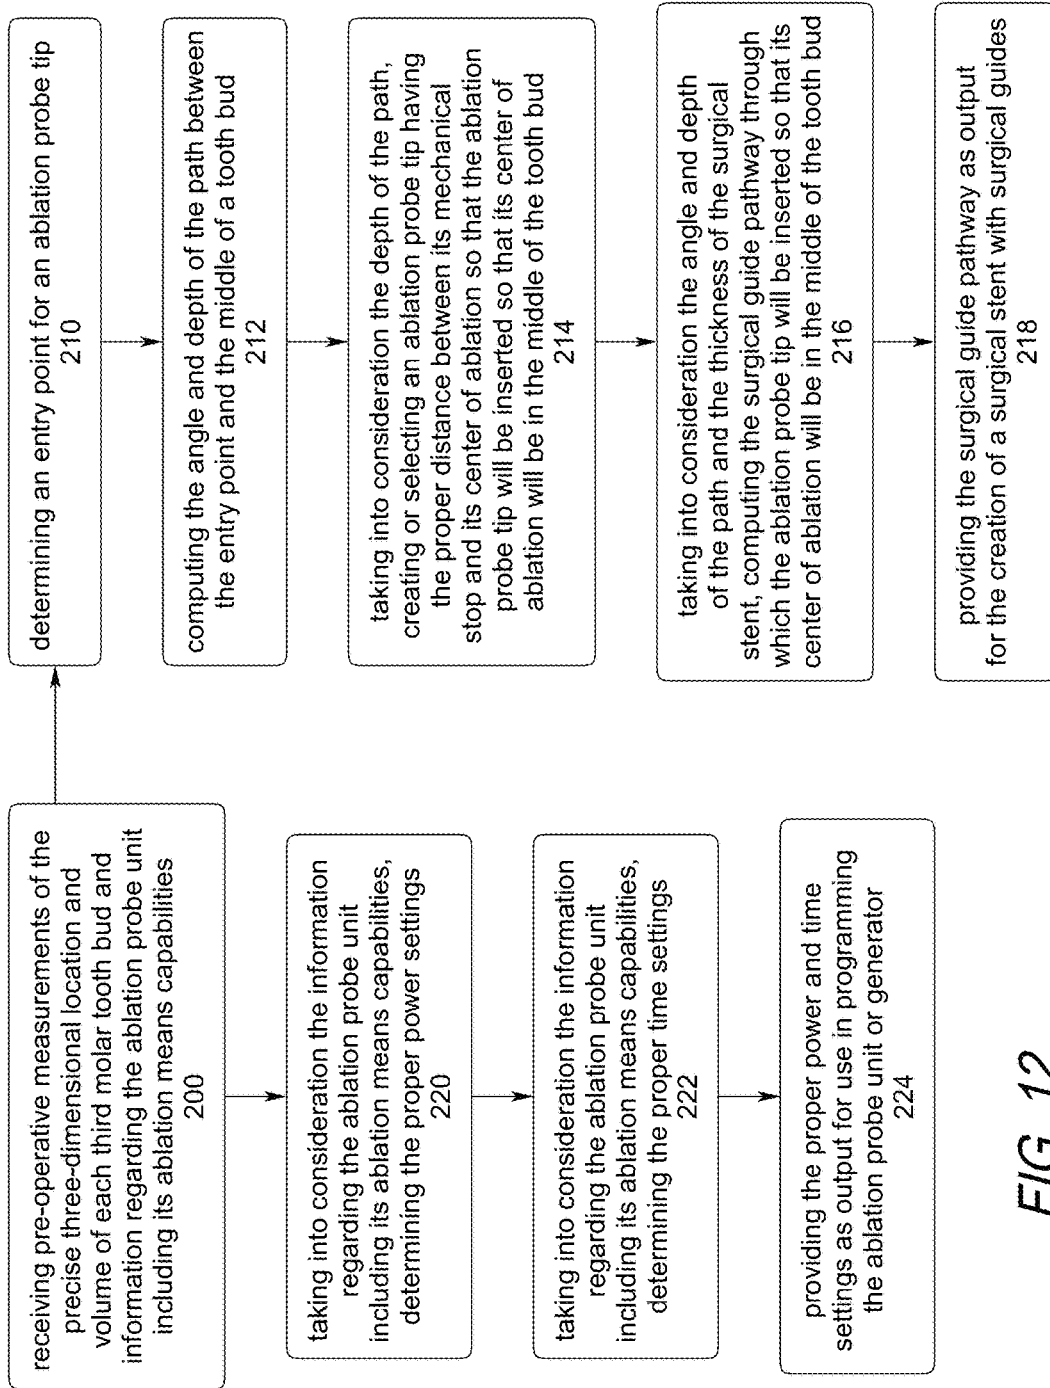 receiving pre-operative measurements of the
precise three-dimensional location and
volume of each third molar tooth bud and
information regarding the ablation probe unit
including its ablation means capabilities
200
taking into consideration the information
regarding the ablation probe unit
including its ablation means capabilities,
determining the proper power settings
220
taking into consideration the information
regarding the ablation probe unit
including its ablation means capabilities,
determining the proper time settings
222
providing the proper power and time
settings as output for use in programming
the ablation probe unit or generator
224
determining an entry point for an ablation probe tip
210
computing the angle and depth of the path between
the entry point and the middle of a tooth bud
212
taking into consideration the depth of the path,
creating or selecting an ablation probe tip having
the proper distance between its mechanical
stop and its center of ablation so that the ablation
probe tip will be inserted so that its center of
ablation will be in the middle of the tooth bud
214
taking into consideration the angle and depth
of the path and the thickness of the surgical
stent, computing the surgical guide pathway through
which the ablation probe tip will be inserted so that its
center of ablation will be in the middle of the tooth bud
216
providing the surgical guide pathway as output
for the creation of a surgical stent with surgical guides
218
FIG. 12